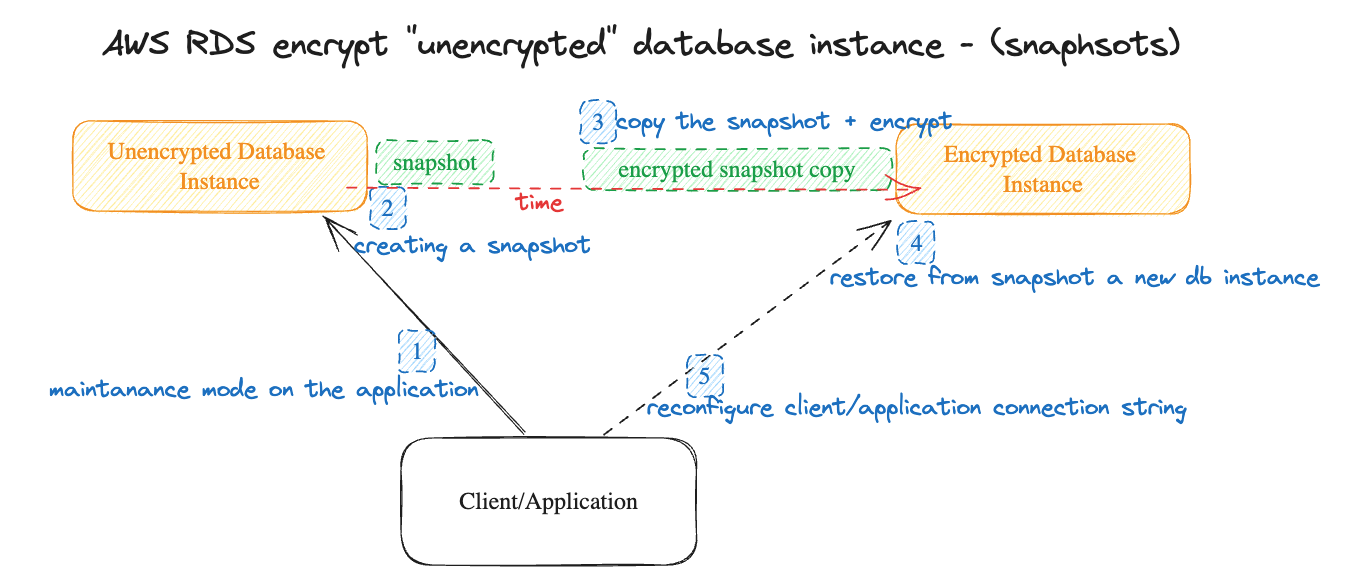 AWS RDS encrypt "unencrypted" database instance - (snaphsots)
Unencrypted Database
Instance
snapshot
3
copy the snapshot + encrypt
encrypted snapshot copy
Encrypted Database
Instance
time
2
creating a snapshot
4
restore from snapshot a new db instance
1
maintanance mode on the application
5
reconfigure client/application connection string
Client/Application